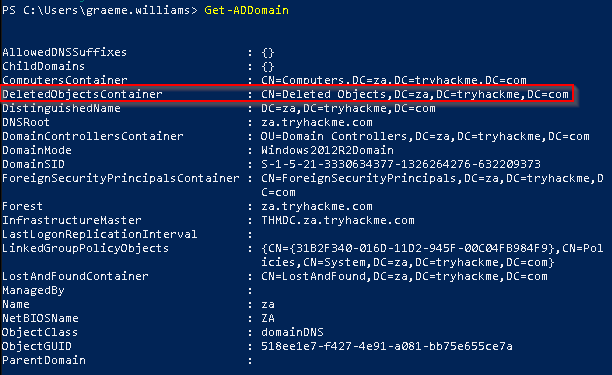 PS C:\Users\graeme.williams> Get-ADDomain
AllowedDNSSuffixes : {}
ChildDomains : {}
ComputersContainer : CN=Computers,DC=za,DC=tryhackme,DC=com
DeletedObjectsContainer : CN=Deleted Objects,DC=za,DC=tryhackme,DC=com
DistinguishedName : DC=za,DC=tryhackme,DC=com
DNSRoot : za.tryhackme.com
DomainControllersContainer : OU=Domain Controllers,DC=za,DC=tryhackme,DC=com
DomainMode : Windows2012R2Domain
DomainSID : S-1-5-21-3330634377-1326264276-632209373
ForeignSecurityPrincipalsContainer : CN=ForeignSecurityPrincipals,DC=za,DC=tryhackme,D
C=com
Forest : za.tryhackme.com
InfrastructureMaster : THMDC.za.tryhackme.com
LastLogonReplicationInterval :
LinkedGroupPolicyObjects : {CN={31B2F340-016D-11D2-945F-00C04FB984F9},CN=Pol
icies,CN=System,DC=za,DC=tryhackme,DC=com}
LostAndFoundContainer : CN=LostAndFound,DC=za,DC=tryhackme,DC=com
ManagedBy :
Name : za
NetBIOSName : ZA
ObjectClass : domainDNS
ObjectGUID : 518ee1e7-f427-4e91-a081-bb75e655ce7a
ParentDomain :